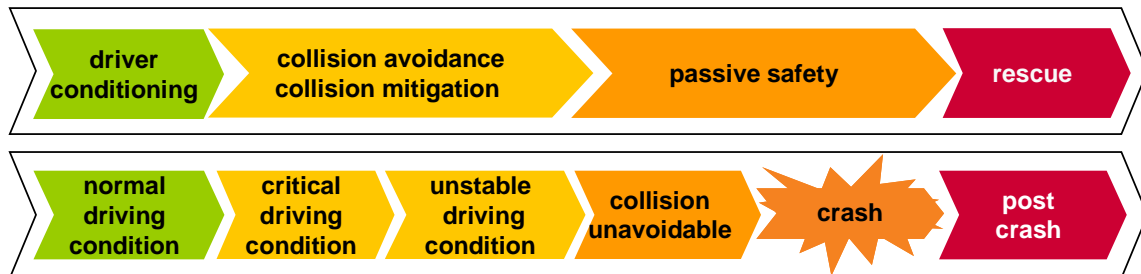 driver
conditioning
collision avoidance
collision mitigation
passive safety
rescue
normal
driving
condition
critical
driving
condition
unstable
driving
condition
collision
unavoidable
crash
post
crash